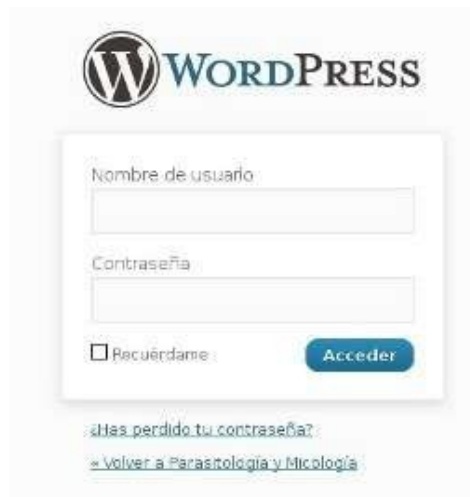 WORDPRESS
Nombre de usuario
Contraseña
Recuérdame
Acceder
¿Has perdido tu contraseña?
« Volver a Parasitología y Micología